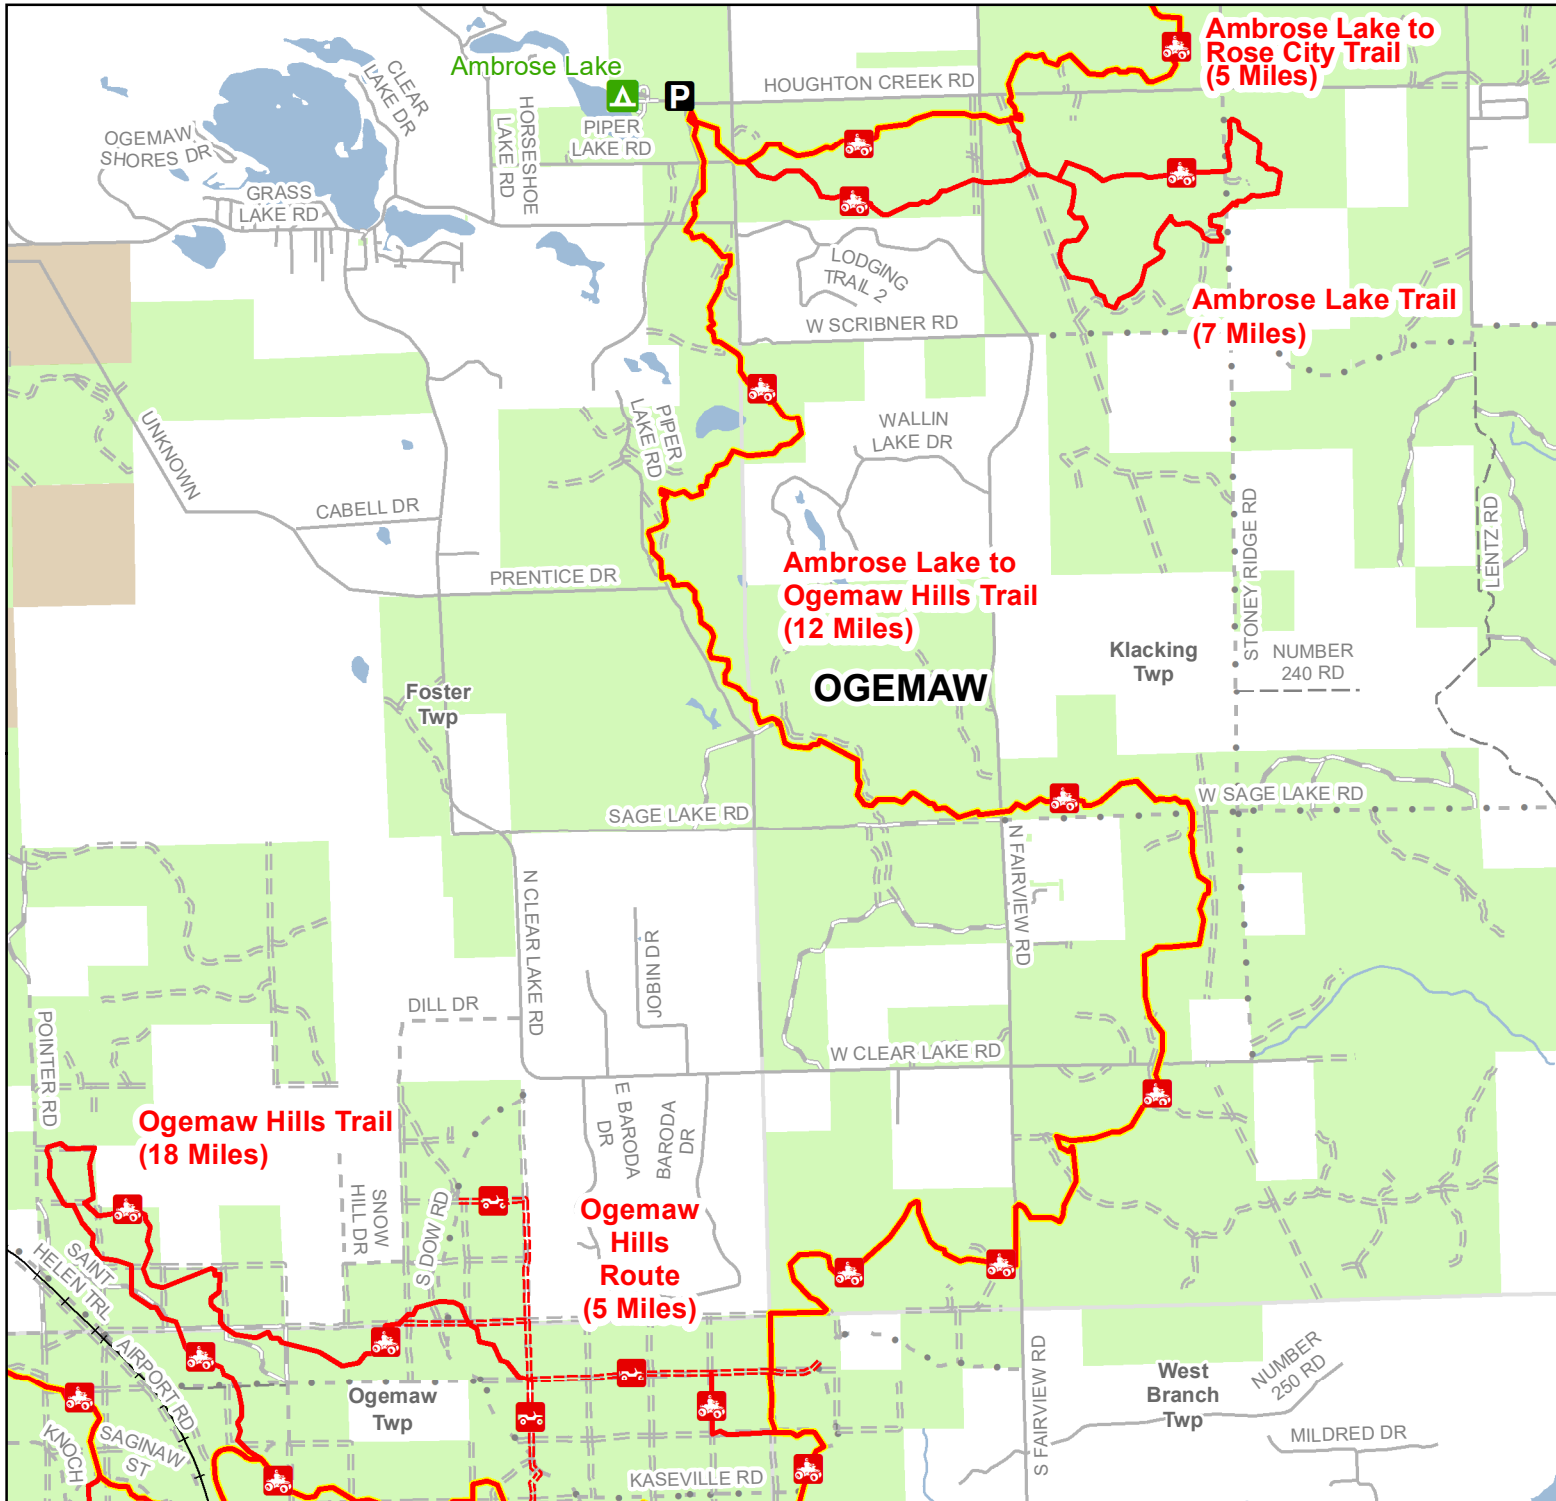 Ambrose Lake to
Rose City Trail
(5 Miles)
CLEAR
LAKE DR
Ambrose Lake
P
HOUGHTON CREEK RD
HORSESHOE
LAKE RD
PIPER
LAKE RD
OGEMAW
SHORES DR
GRASS
LAKE RD
LODGING
TRAIL 2
W SCRIBNER RD
Ambrose Lake Trail
(7 Miles)
UNKNOWN
PIPER
LAKE RD
WALLIN
LAKE DR
CABELL DR
PRENTICE DR
Ambrose Lake to
Ogemaw Hills Trail
(12 Miles)
STONEY RIDGE RD
LENTZ RD
Klacking
Twp
NUMBER
240 RD
OGEMAW
Foster
Twp
SAGE LAKE RD
W SAGE LAKE RD
N FAIRVIEW RD
N CLEAR LAKE RD
JOBIN DR
DILL DR
POINTER RD
W CLEAR LAKE RD
E BARODA
DR
BARODA
DR
Ogemaw Hills Trail
(18 Miles)
SNOW
HILL DR
S DOW RD
Ogemaw
Hills
Route
(5 Miles)
SAINT
HELEN TRL
AIRPORT RD
S FAIRVIEW RD
Ogemaw
Twp
West
Branch
Twp
NUMBER
250 RD
KNOCH
SAGINAW
ST
KASEVILLE RD
MILDRED DR